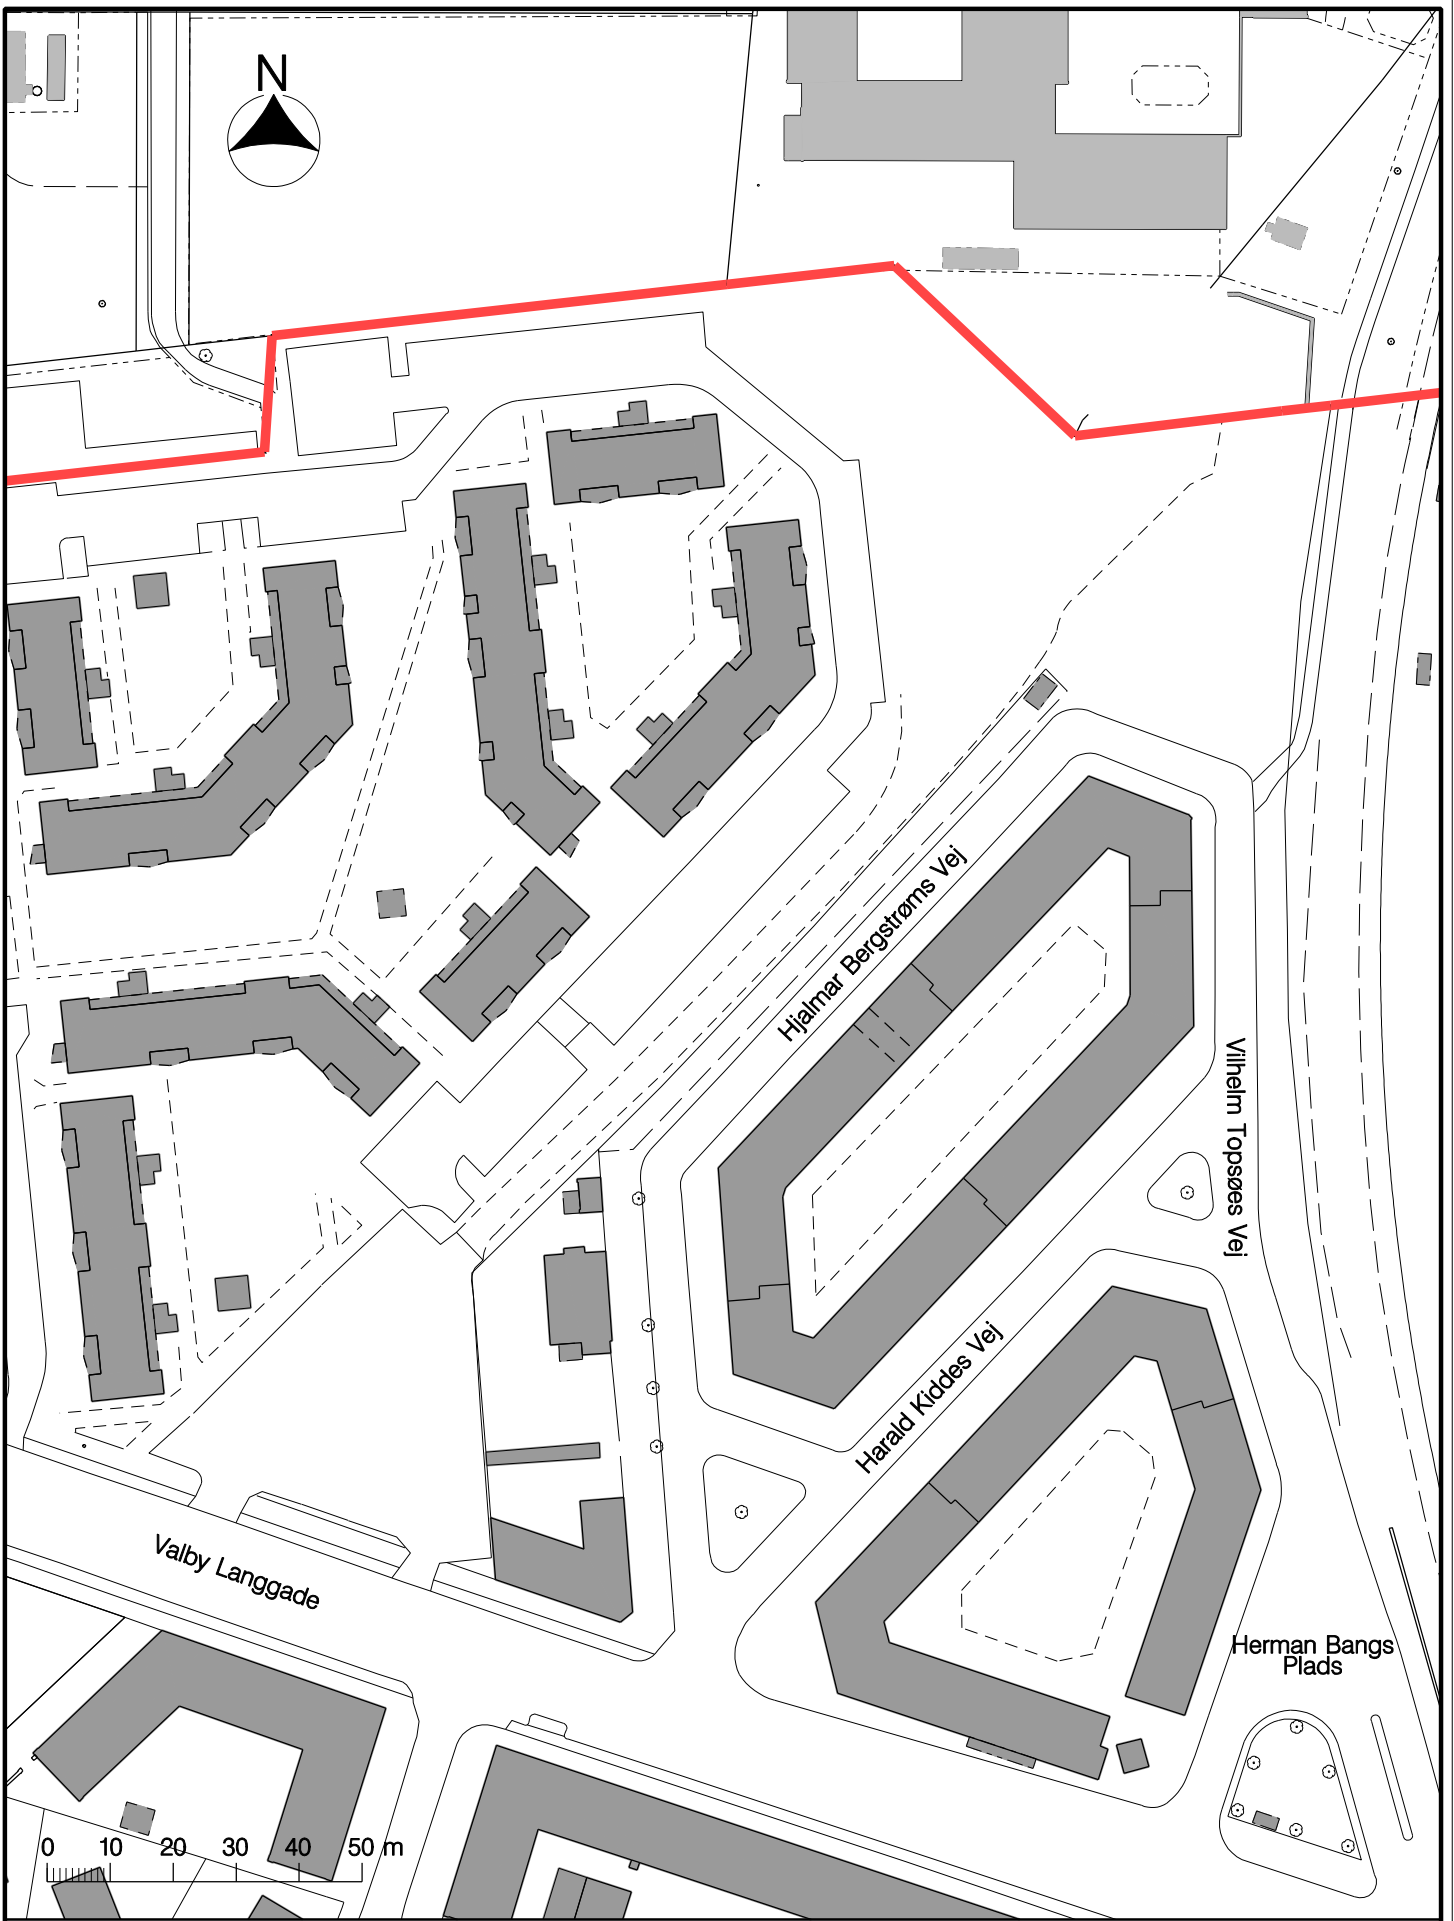 N
Hjalmar Bergstrøms Vej
Vilhelm Topsøes Vej
Harald Kiddes Vej
Valby Langgade
Herman Bangs
Plads
0 10 20 30 40 50 m